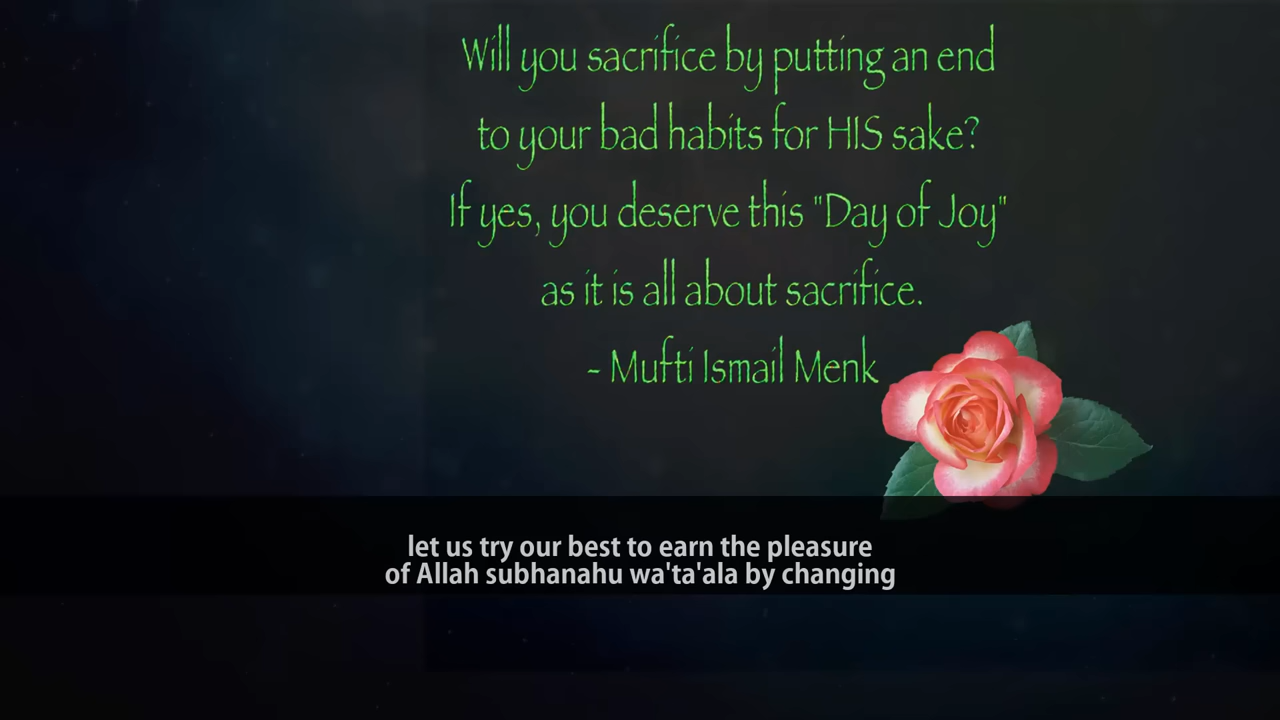 Will you sacrifice by putting an end
to your bad habits for HIS sake?
If yes, you deserve this "Day of Joy"
as it is all about sacrifice.
- Mufti Ismail Menk
let us try our best to earn the pleasure
of Allah subhanahu wa'ta'ala by changing